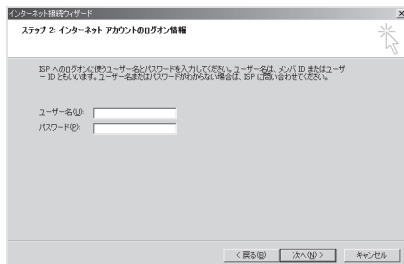 インターネット接続ウィザード
ステップ 2: インターネット アカウントのログオン情報
ISP へのログオンに使うユーザー名とパスワードを入力してください。ユーザー名は、メンバ ID またはユーザ
ー ID ともいいます。ユーザー名またはパスワードがわからない場合は、ISP に問い合わせてください。
ユーザー名(U):
パスワード(P):
< 戻る(B)
次へ(N) >
キャンセル